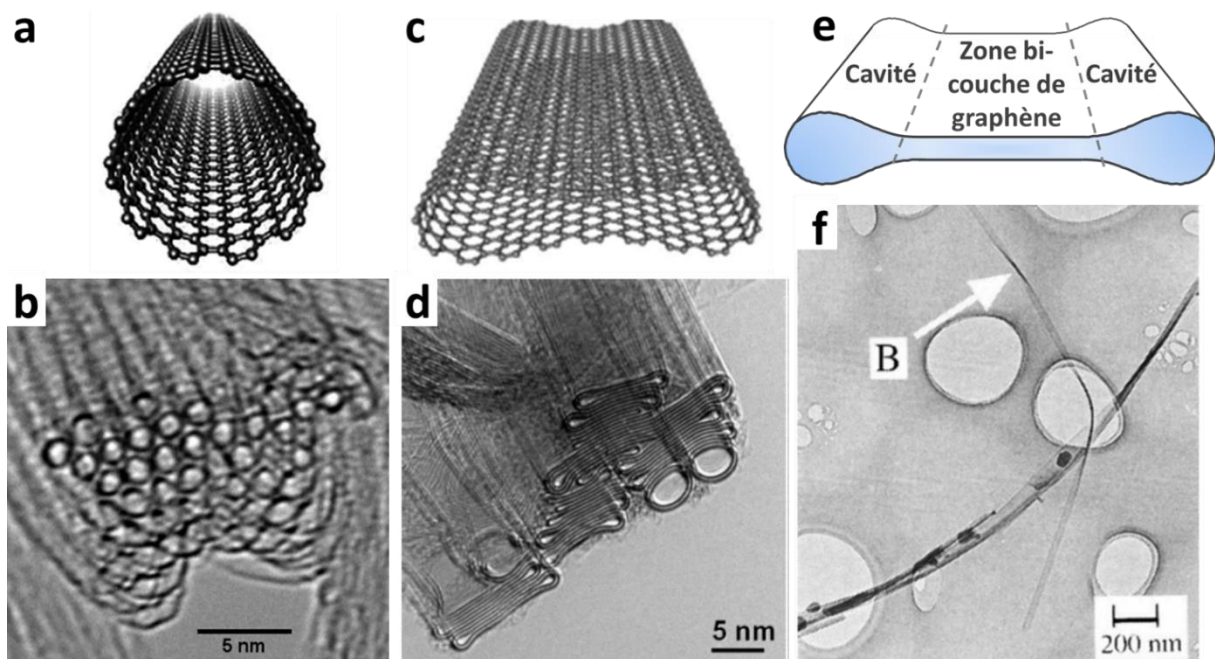 a
c
e
Cavité
Zone bi-
couche de
graphène
Cavité
b
5 nm
d
5 nm
f
B
200 nm